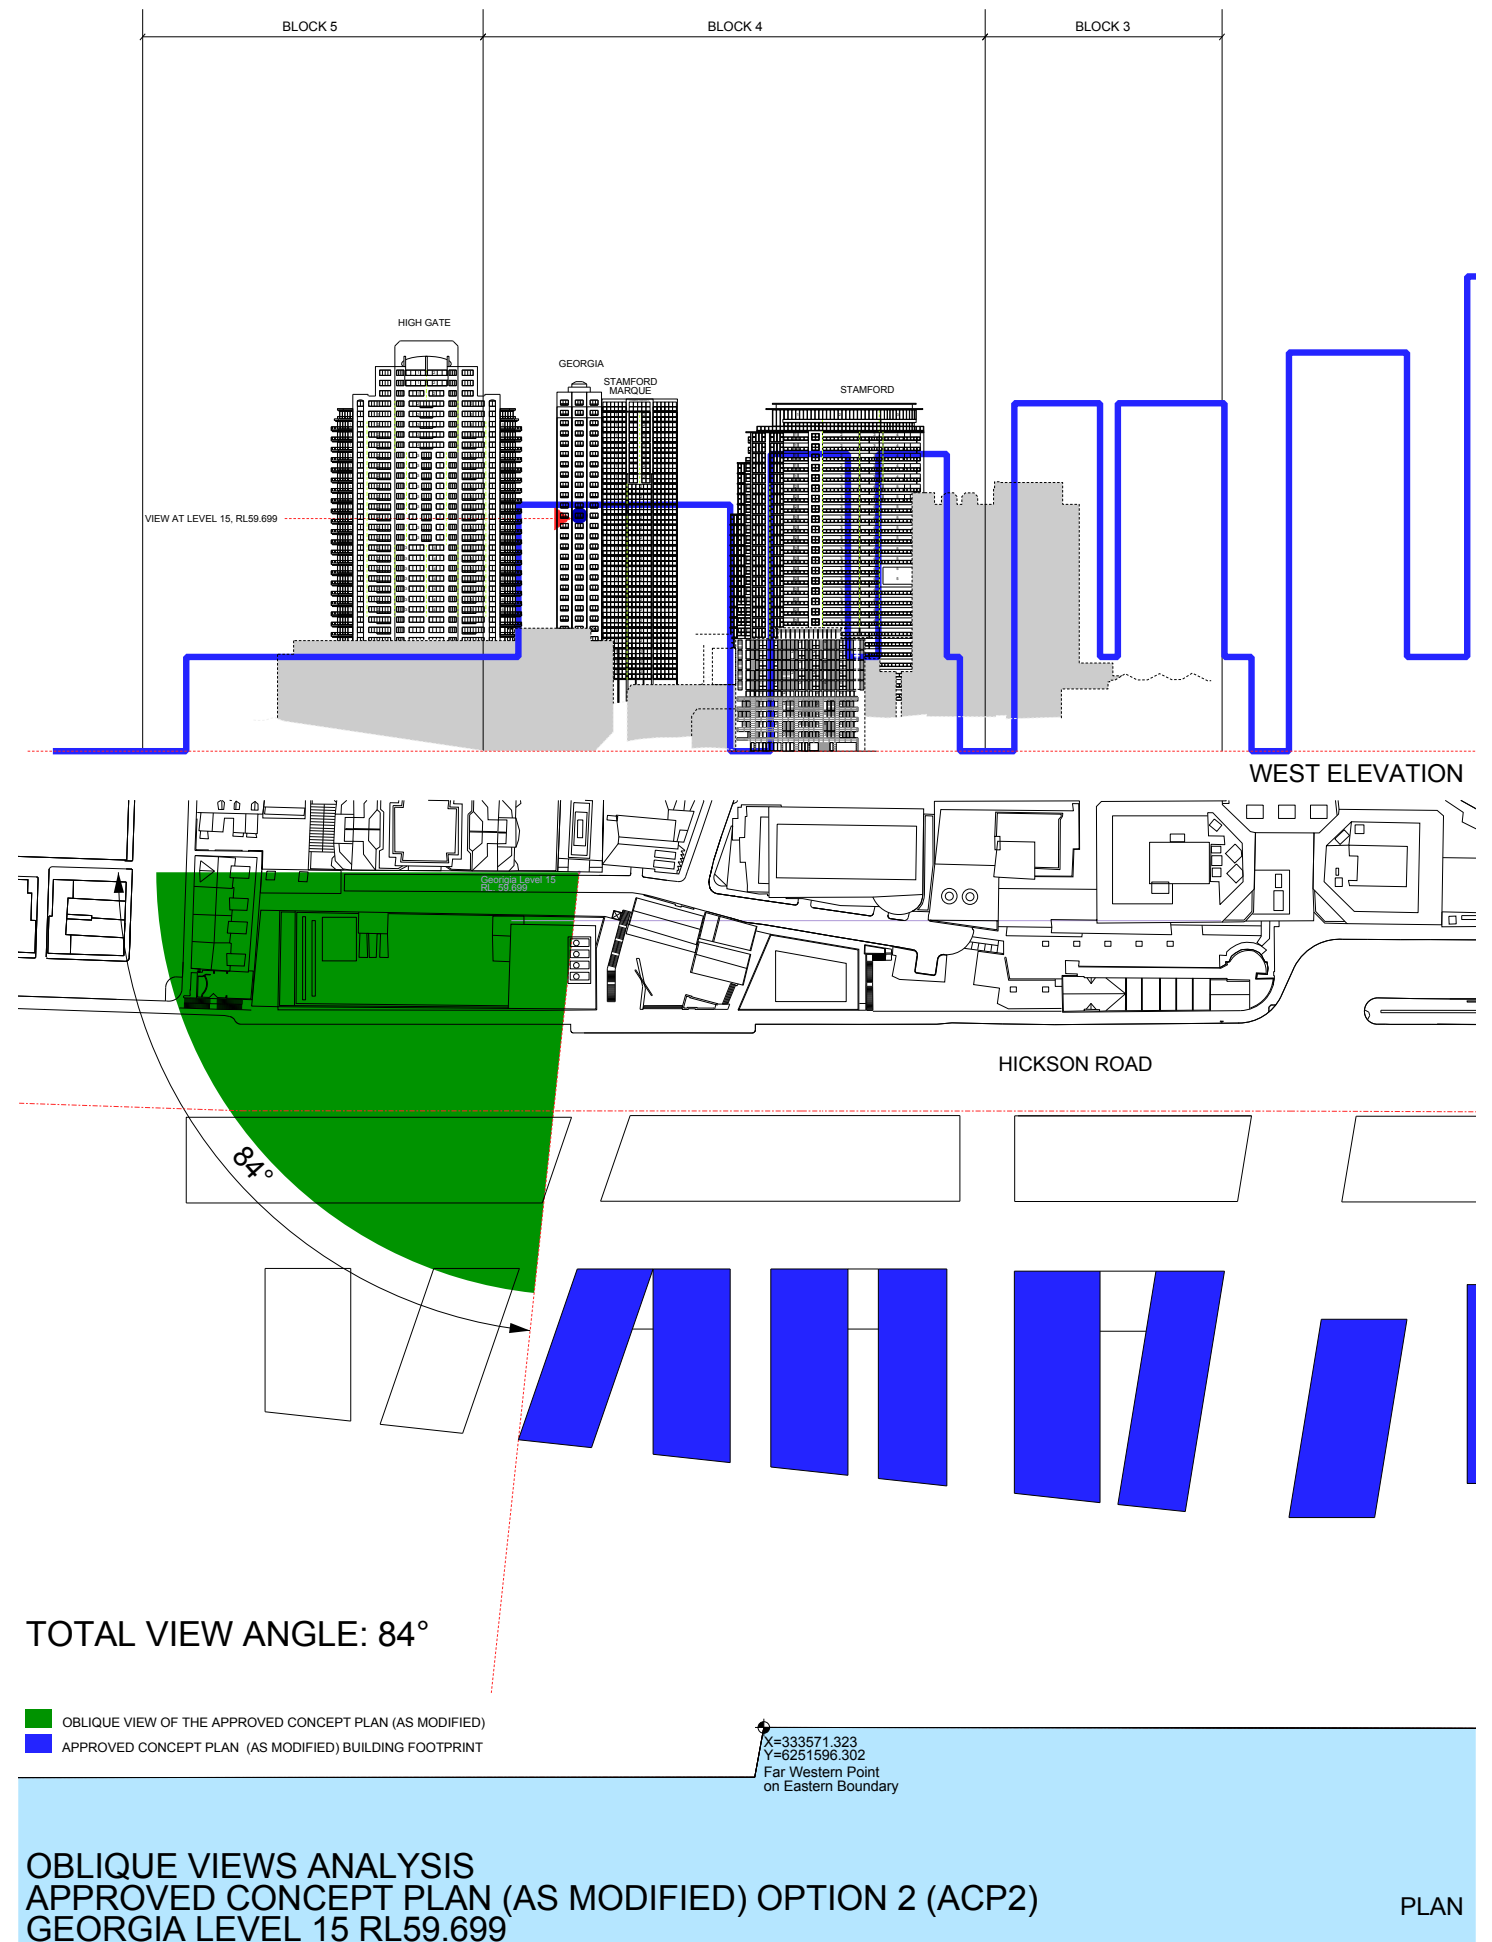 BLOCK 5
BLOCK 4
BLOCK 3
HIGH GATE
GEORGIA
STAMFORD
MARQUE
STAMFORD
VIEW AT LEVEL 15, RL59.699
WEST ELEVATION
Georgia Level 15
RL. 59.699
HICKSON ROAD
84°
TOTAL VIEW ANGLE: 84°
OBLIQUE VIEW OF THE APPROVED CONCEPT PLAN (AS MODIFIED)
APPROVED CONCEPT PLAN (AS MODIFIED) BUILDING FOOTPRINT
X=333571.323
Y=6251596.302
Far Western Point
on Eastern Boundary
OBLIQUE VIEWS ANALYSIS
APPROVED CONCEPT PLAN (AS MODIFIED) OPTION 2 (ACP2)
GEORGIA LEVEL 15 RL59.699
PLAN